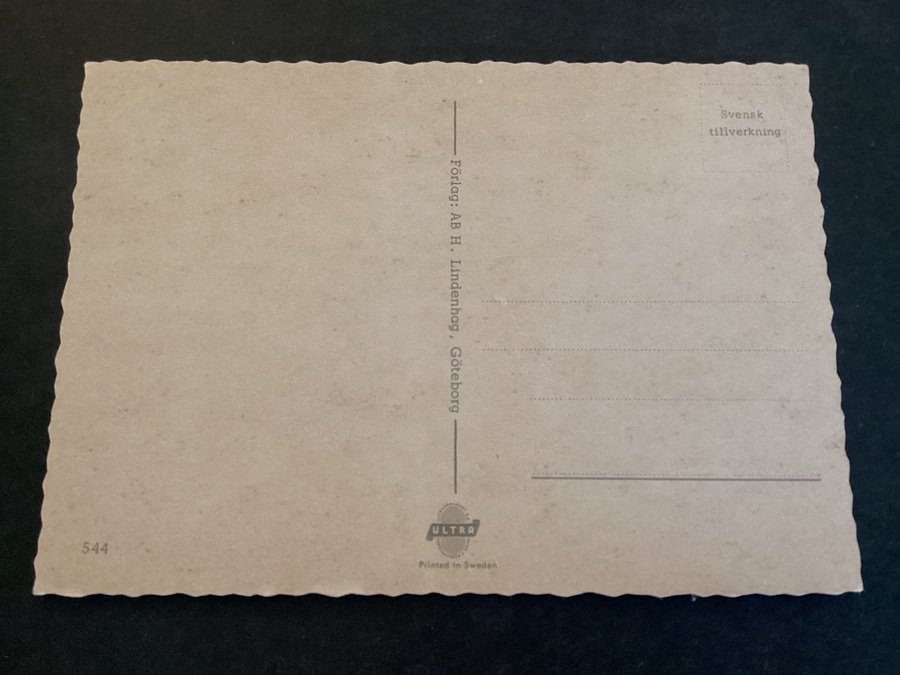 Svensk
tillverkning
Förlag: AB H. Lindenhag, Göteborg
544
ULTRA
Printed in Sweden